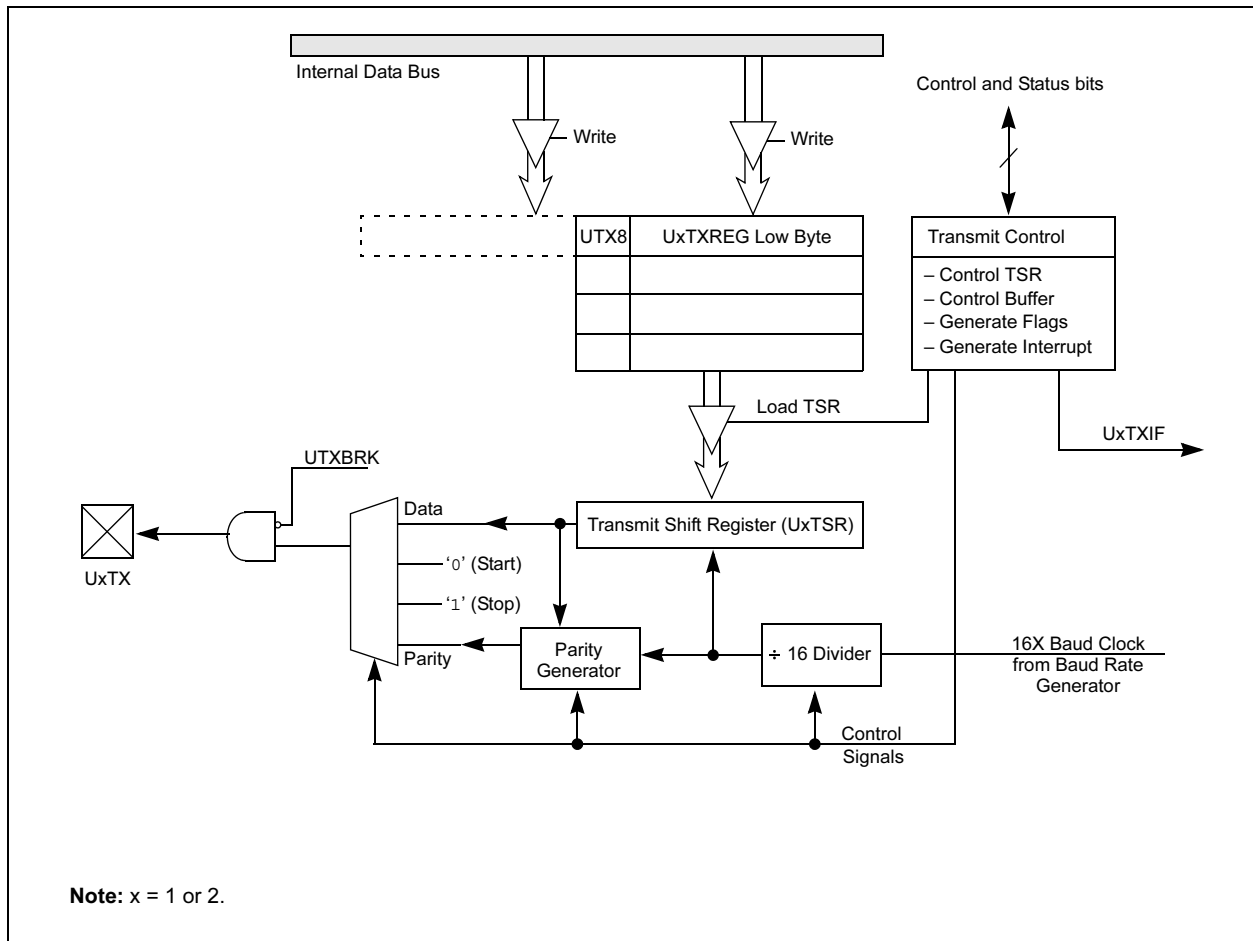 Internal Data Bus
Control and Status bits
Write
Write
UTX8
UxTXREG Low Byte
Transmit Control
– Control TSR
– Control Buffer
– Generate Flags
– Generate Interrupt
Load TSR
UxTXIF
UTXBRK
Data
Transmit Shift Register (UxTSR)
‘0’ (Start)
UxTX
‘1’ (Stop)
Parity
Parity
Generator
÷ 16 Divider
16X Baud Clock
from Baud Rate
Generator
Control
Signals
Note: x = 1 or 2.